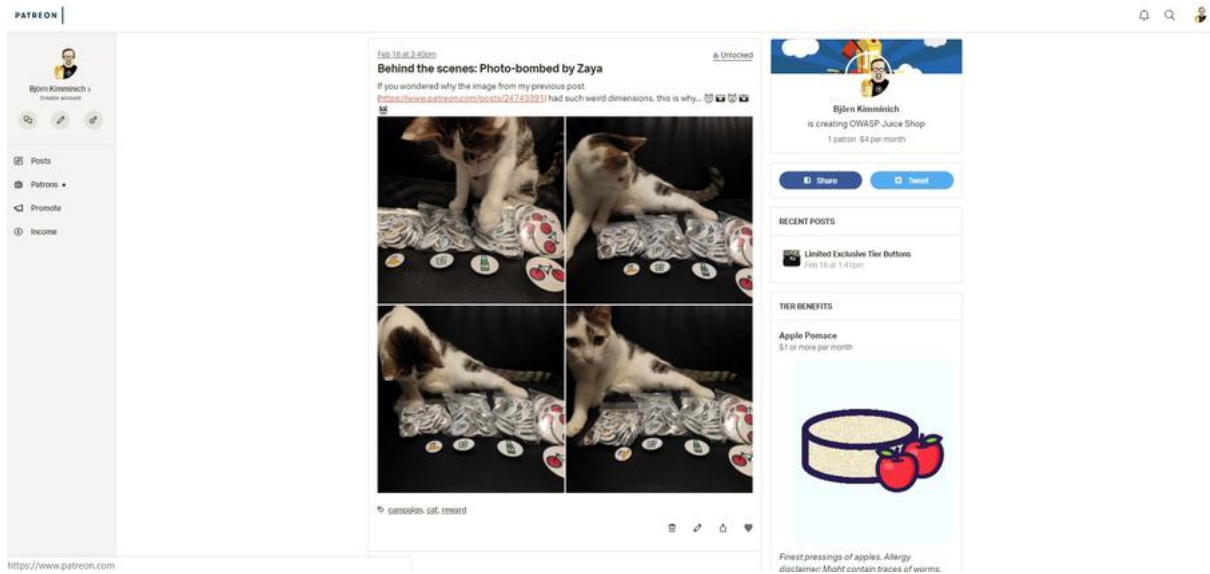 PATREON
Björn Kimminich >
Creator account
Posts
Patrons •
Promote
Income
Feb 16 at 3:40pm
Unlocked
Behind the scenes: Photo-bombed by Zaya
If you wondered why the image from my previous post
(https://www.patreon.com/posts/24743391) had such weird dimensions, this is why...
campaign, cat, reward
Björn Kimminich
is creating OWASP Juice Shop
1 patron $4 per month
Share
Tweet
RECENT POSTS
Limited Exclusive Tier Buttons
Feb 16 at 1:41pm
TIER BENEFITS
Apple Pomace
$1 or more per month
Finest pressings of apples. Allergy
disclaimer: Might contain traces of worms.
https://www.patreon.com